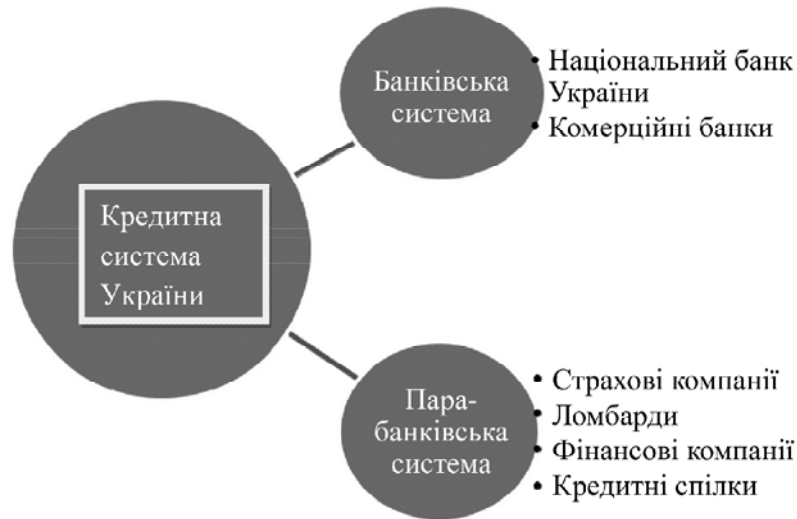 Кредитна
система
України
Банківська
система
• Національний банк
України
• Комерційні банки
Пара-
банківська
система
• Страхові компанії
• Ломбарди
• Фінансові компанії
• Кредитні спілки